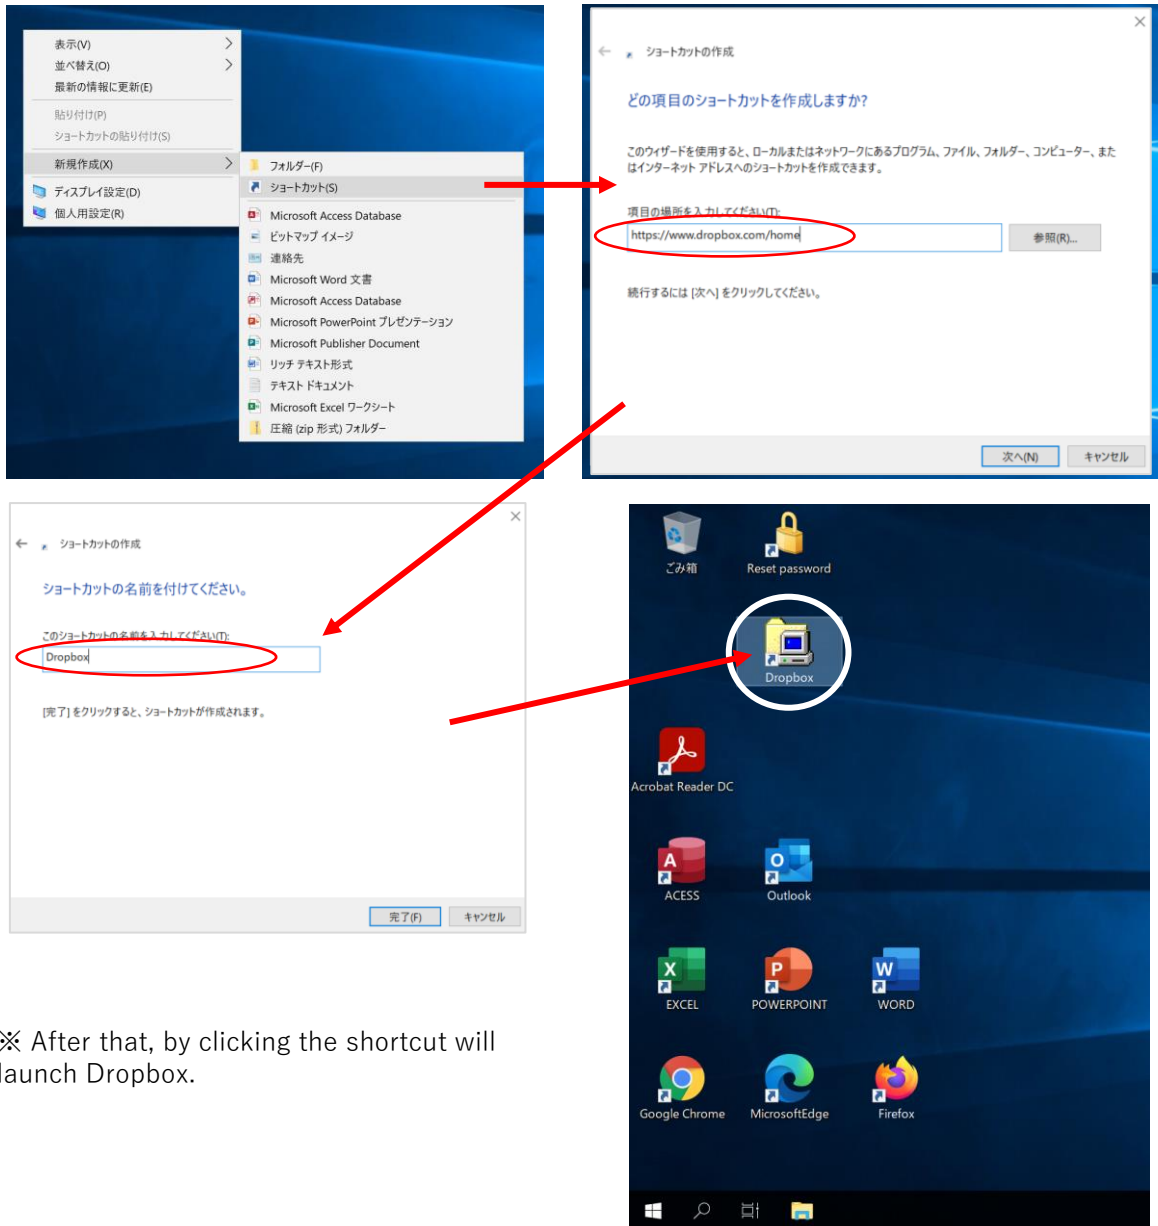 表示(V)
並べ替え(O)
最新の情報に更新(E)
貼り付け(P)
ショートカットの貼り付け(S)
新規作成(X)
ディスプレイ設定(D)
個人用設定(R)
フォルダー(F)
ショートカット(S)
Microsoft Access Database
ビットマップ イメージ
連絡先
Microsoft Word 文書
Microsoft Access Database
Microsoft PowerPoint プレゼンテーション
Microsoft Publisher Document
リッチ テキスト形式
テキスト ドキュメント
Microsoft Excel ワークシート
圧縮 (zip 形式) フォルダー
ショートカットの作成
どの項目のショートカットを作成しますか?
このウィザードを使用すると、ローカルまたはネットワークにあるプログラム、ファイル、フォルダー、コンピューター、また
はインターネット アドレスへのショートカットを作成できます。
項目の場所を入力してください(T):
https://www.dropbox.com/home
参照(R)...
続行するには [次へ] をクリックしてください。
次へ(N)
キャンセル
ショートカットの作成
ショートカットの名前を付けてください。
このショートカットの名前を入力してください(T):
Dropbox
[完了] をクリックすると、ショートカットが作成されます。
完了(F)
キャンセル
ごみ箱
Reset password
Dropbox
Acrobat Reader DC
ACESS
Outlook
EXCEL
POWERPOINT
WORD
Google Chrome
MicrosoftEdge
Firefox
※ After that, by clicking the shortcut will
launch Dropbox.